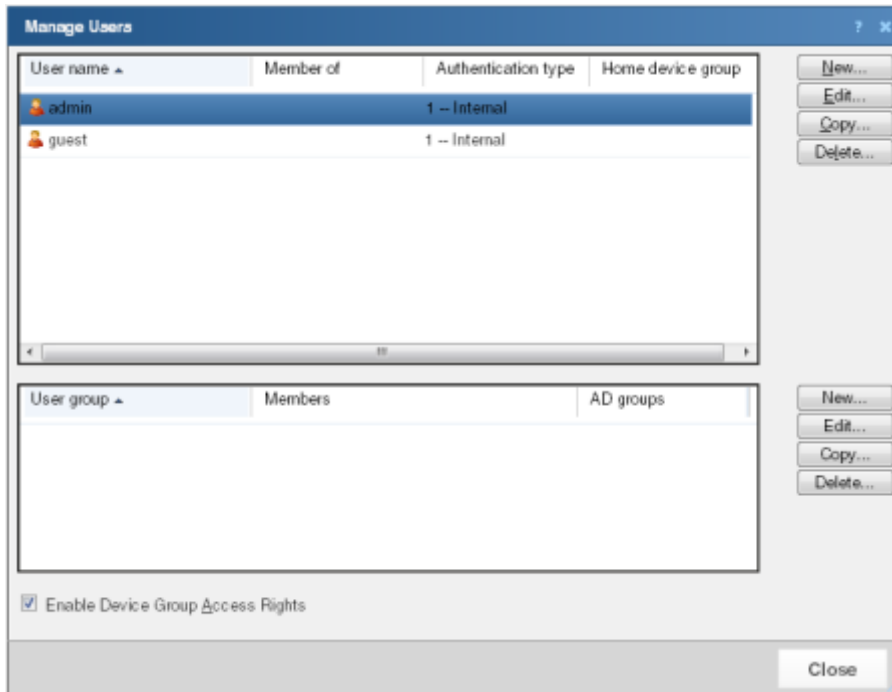 Manage Users ? ×
User name Member of Authentication type Home device group
admin 1 -- Internal
guest 1 -- Internal
New...
Edit...
Copy...
Delete...
User group Members AD groups
New...
Edit...
Copy...
Delete...
Enable Device Group Access Rights
Close